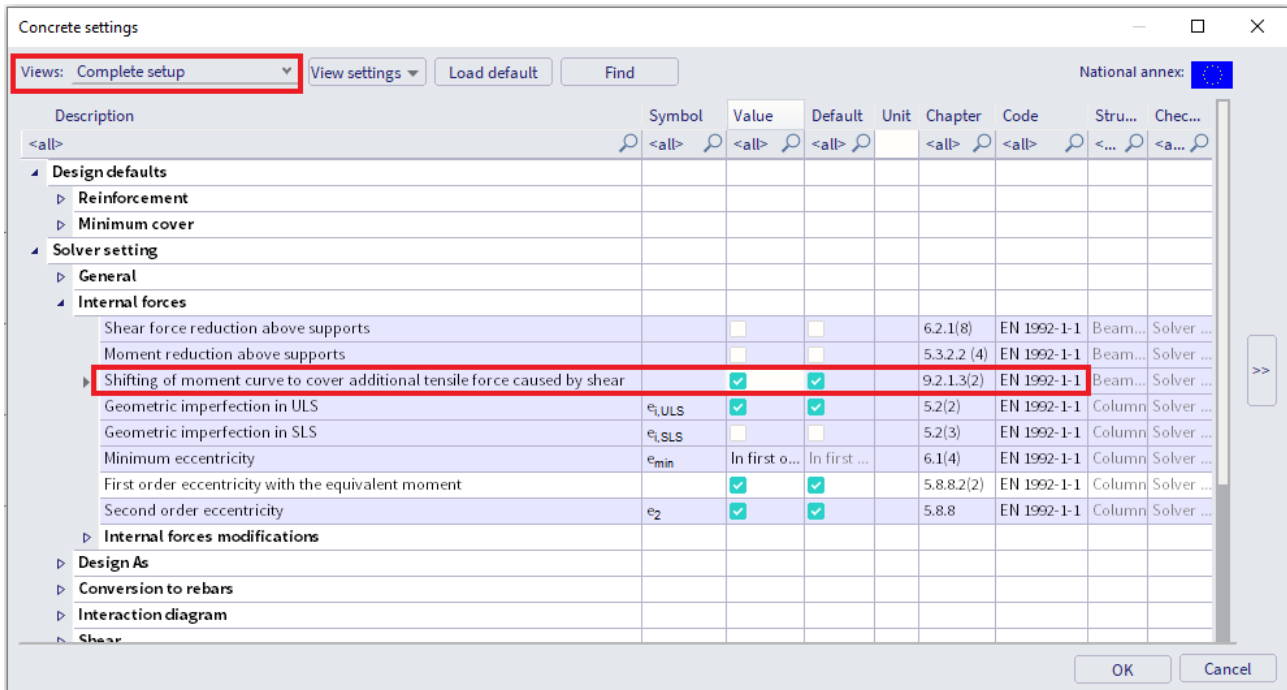 Concrete settings
Views: Complete setup View settings Load default Find National annex:
Description Symbol Value Default Unit Chapter Code Stru... Chec...
<all> <all> <all> <all> <all> <all> <... <a...
Design defaults
Reinforcement
Minimum cover
Solver setting
General
Internal forces
Shear force reduction above supports 6.2.1(8) EN 1992-1-1 Beam... Solver ...
Moment reduction above supports 5.3.2.2 (4) EN 1992-1-1 Beam... Solver ...
Shifting of moment curve to cover additional tensile force caused by shear 9.2.1.3(2) EN 1992-1-1 Beam... Solver ...
Geometric imperfection in ULS ei,ULS 5.2(2) EN 1992-1-1 Column Solver ...
Geometric imperfection in SLS ei,SLS 5.2(3) EN 1992-1-1 Column Solver ...
Minimum eccentricity emin In first o... In first ... 6.1(4) EN 1992-1-1 Column Solver ...
First order eccentricity with the equivalent moment 5.8.8.2(2) EN 1992-1-1 Column Solver ...
Second order eccentricity e2 5.8.8 EN 1992-1-1 Column Solver ...
Internal forces modifications
Design As
Conversion to rebars
Interaction diagram
Shear
>>
OK Cancel